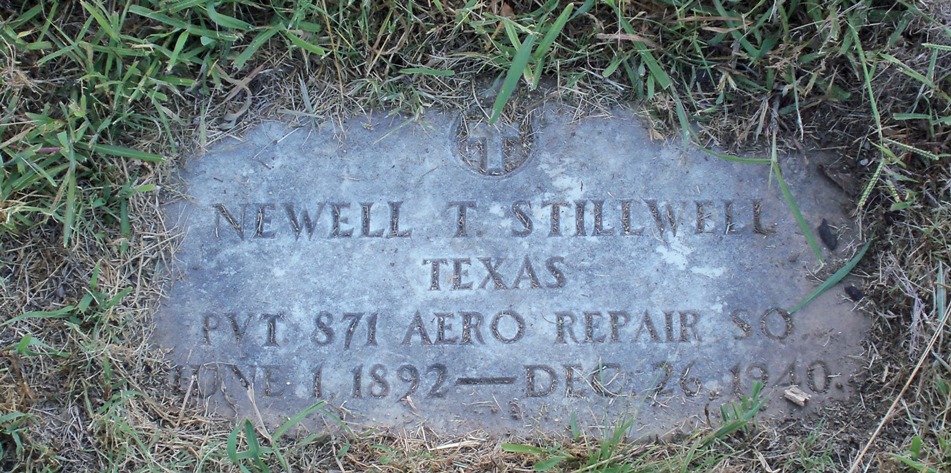 NEWELL T. STILLWELL
TEXAS
PVT. 871 AERO REPAIR SQ.
JUNE 1 1892 — DEC. 26, 1940.